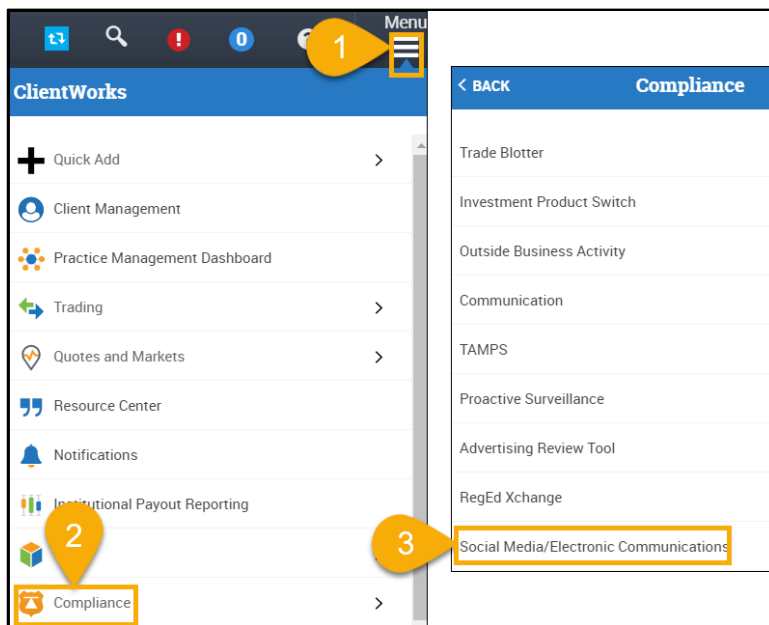 Menu
0
1
ClientWorks
Quick Add
Client Management
Practice Management Dashboard
Trading
Quotes and Markets
Resource Center
Notifications
Institutional Payout Reporting
2
Compliance
< BACK Compliance
Trade Blotter
Investment Product Switch
Outside Business Activity
Communication
TAMPS
Proactive Surveillance
Advertising Review Tool
RegEd Xchange
3
Social Media/Electronic Communications